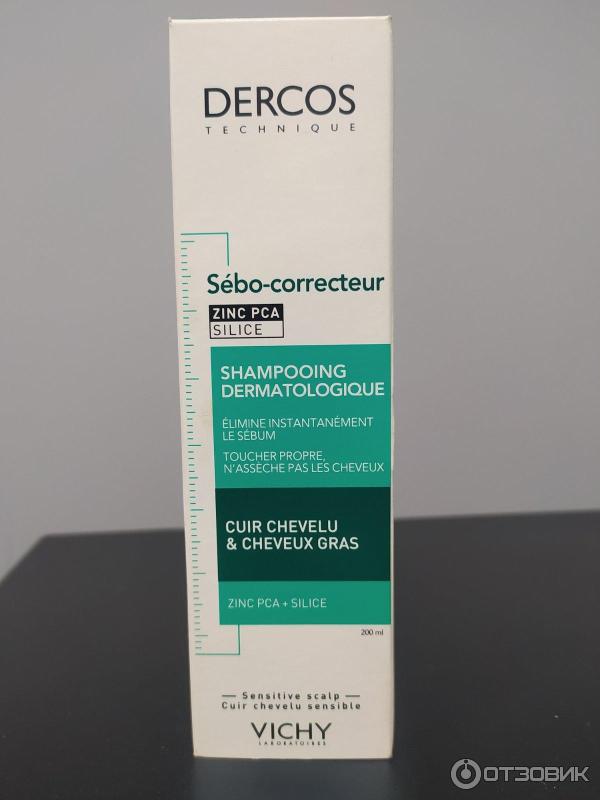 DERCOS
TECHNIQUE
Sébo-correcteur
ZINC PCA
SILICE
SHAMPOOING
DERMATOLOGIQUE
ÉLIMINE INSTANTANÉMENT
LE SÉBUM
TOUCHER PROPRE,
N'ASSÈCHE PAS LES CHEVEUX
CUIR CHEVELU
& CHEVEUX GRAS
ZINC PCA + SILICE
200 ml
Sensitive scalp
Cuir chevelu sensible
VICHY
LABORATOIRES
ОТЗОВИК